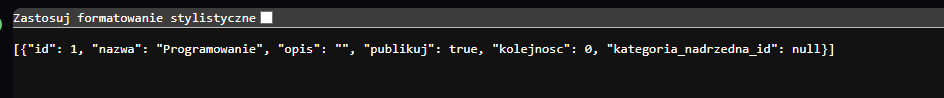 Zastosuj formatowanie stylistyczne
[{"id": 1, "nazwa": "Programowanie", "opis": "", "publikuj": true, "kolejnosc": 0, "kategoria_nadrzedna_id": null}]